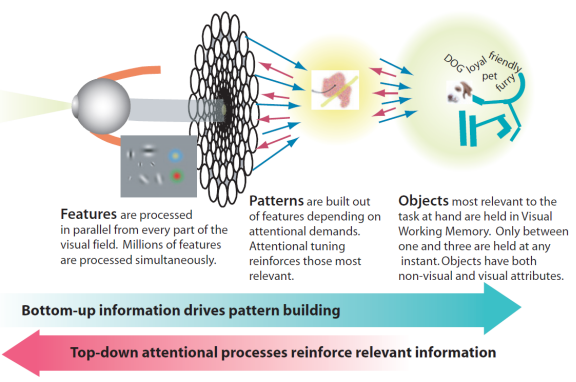 DOG loyal friendly
pet
furry
Features are processed
in parallel from every part of the
visual field. Millions of features
are processed simultaneously.
Patterns are built out
of features depending on
attentional demands.
Attentional tuning
reinforces those most
relevant.
Objects most relevant to the
task at hand are held in Visual
Working Memory. Only between
one and three are held at any
instant. Objects have both
non-visual and visual attributes.
Bottom-up information drives pattern building
Top-down attentional processes reinforce relevant information